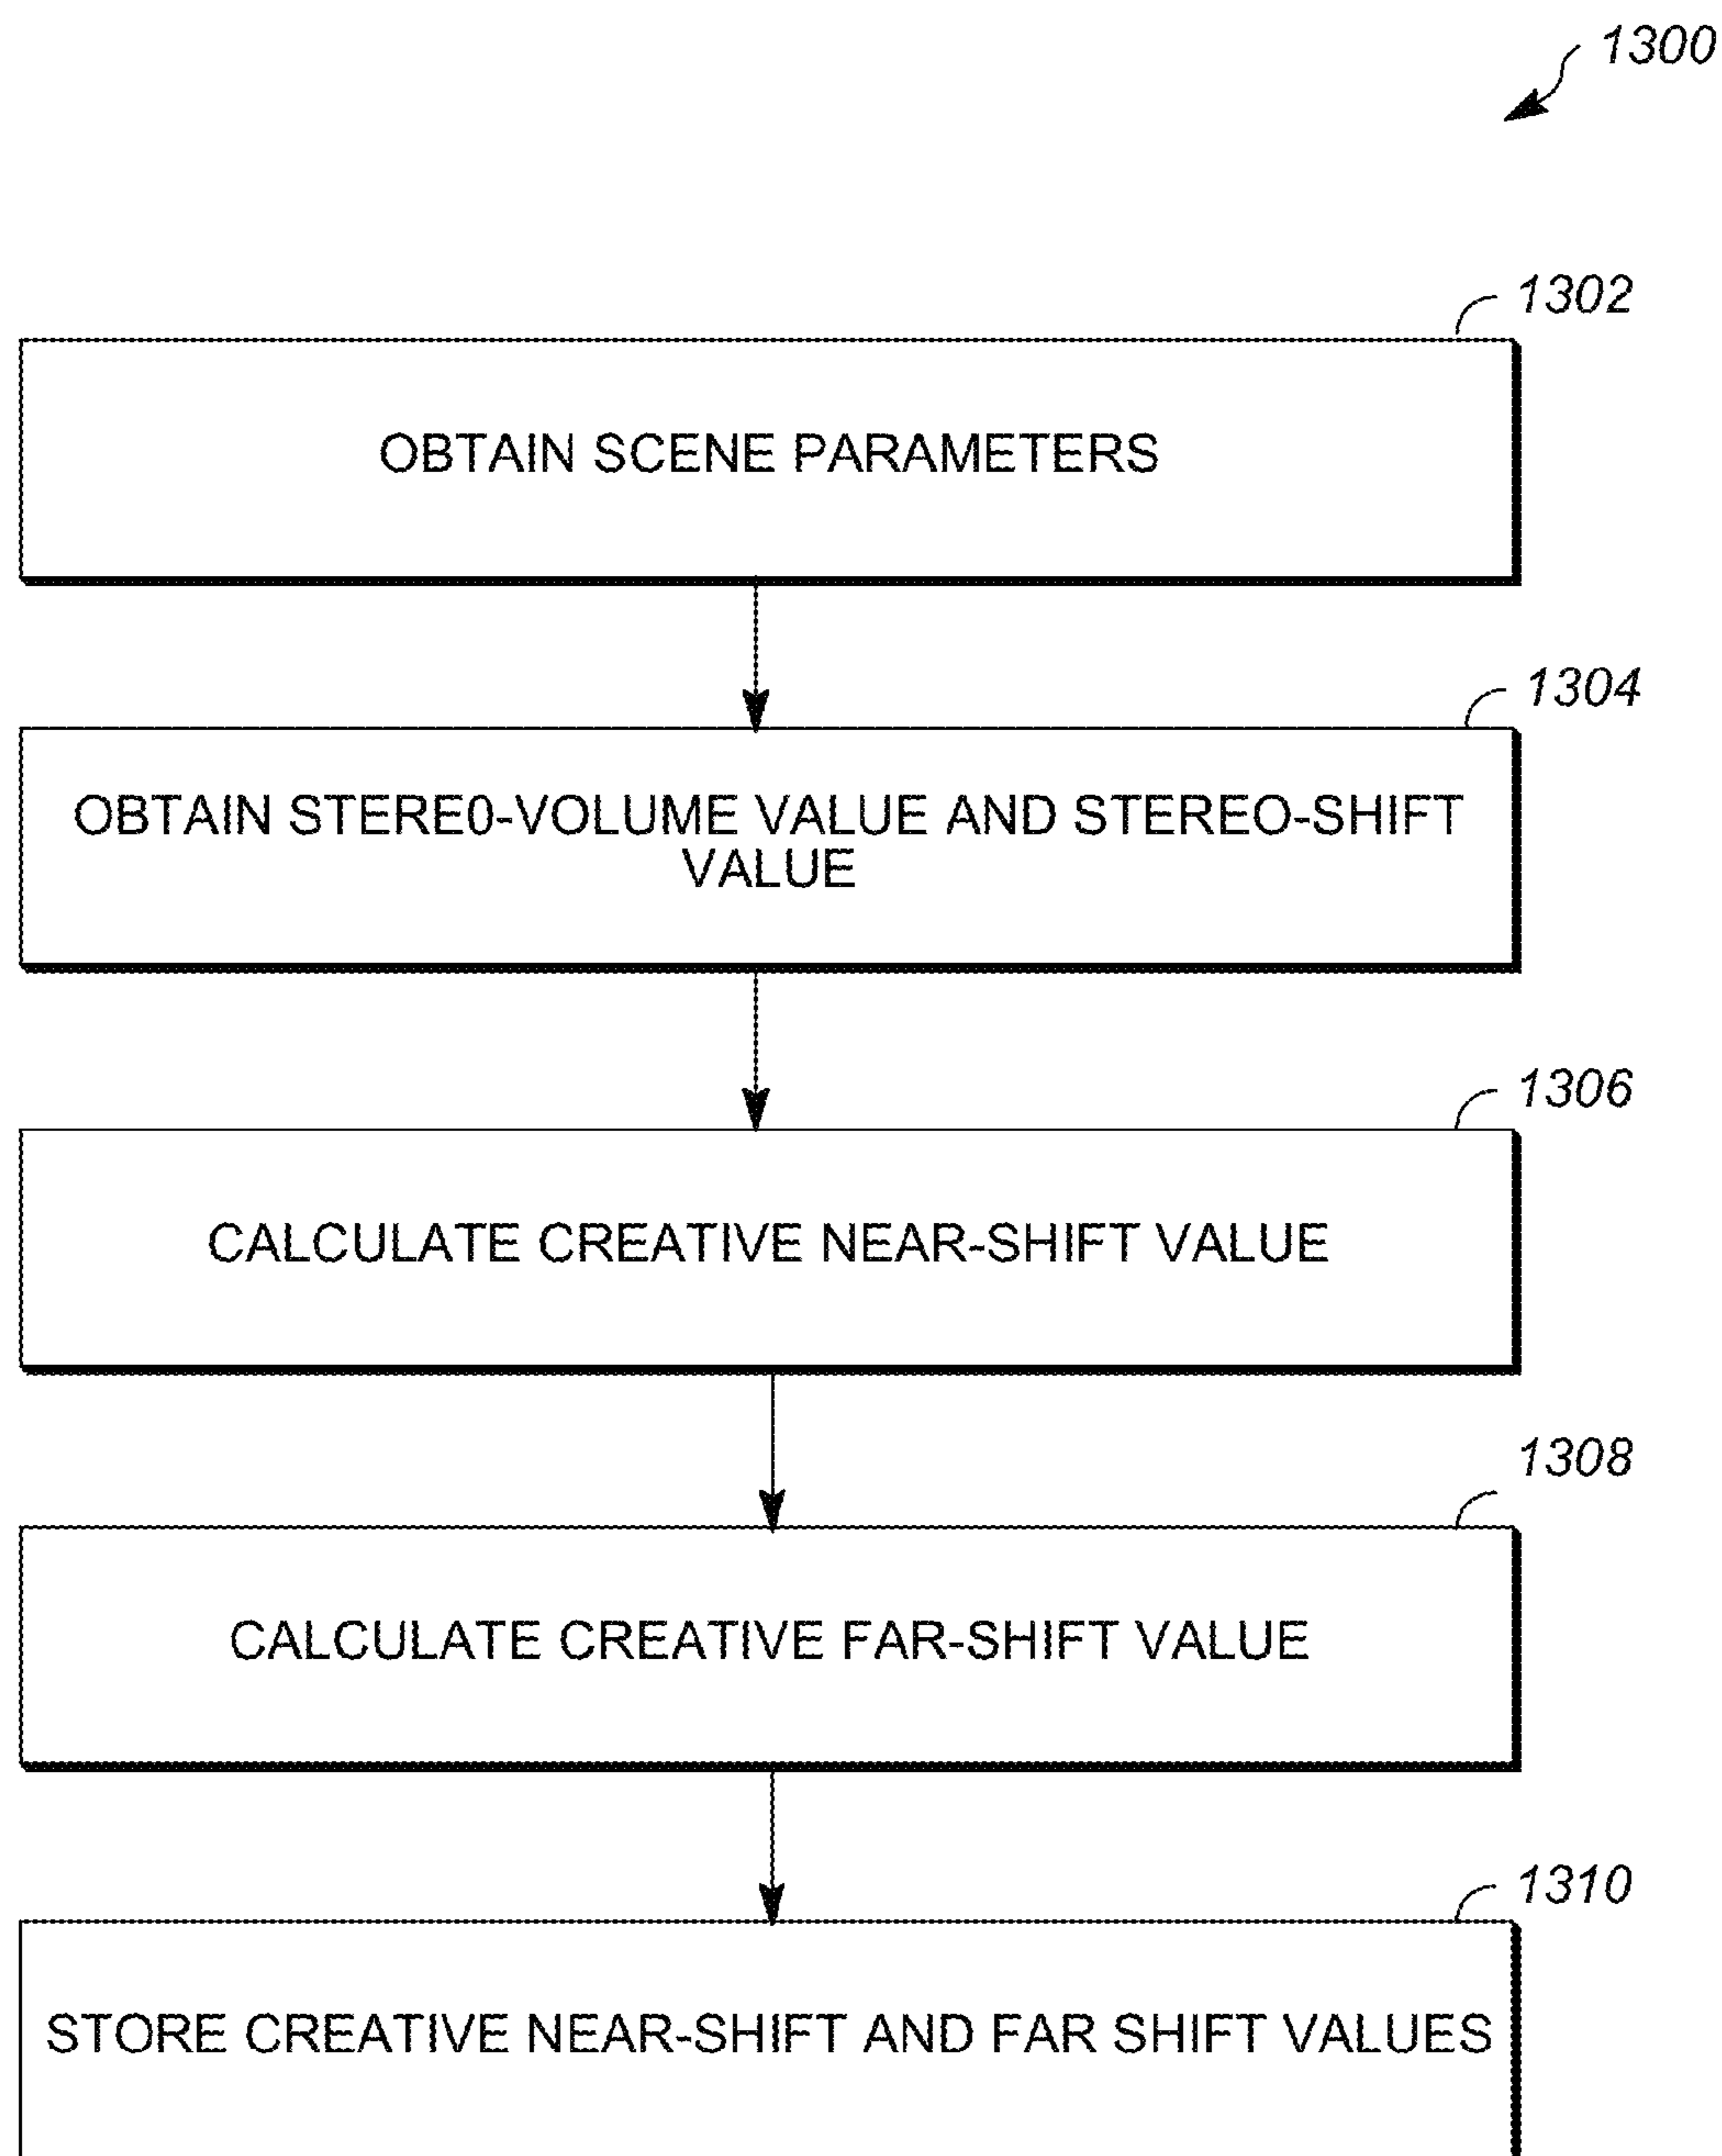 1300
1302
OBTAIN SCENE PARAMETERS
1304
OBTAIN STERE0-VOLUME VALUE AND STEREO-SHIFT
VALUE
1306
CALCULATE CREATIVE NEAR-SHIFT VALUE
1308
CALCULATE CREATIVE FAR-SHIFT VALUE
1310
STORE CREATIVE NEAR-SHIFT AND FAR SHIFT VALUES